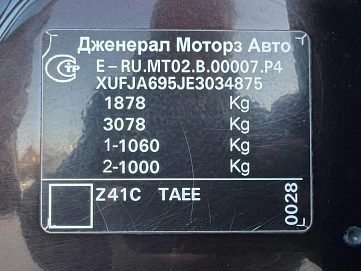 Дженерал Моторз Авто
E-RU.MT02.B.00007.P4
XUFJA695JE3034875
1878 Kg
3078 Kg
1-1060 Kg
2-1000 Kg
Z41C TAEE
0028